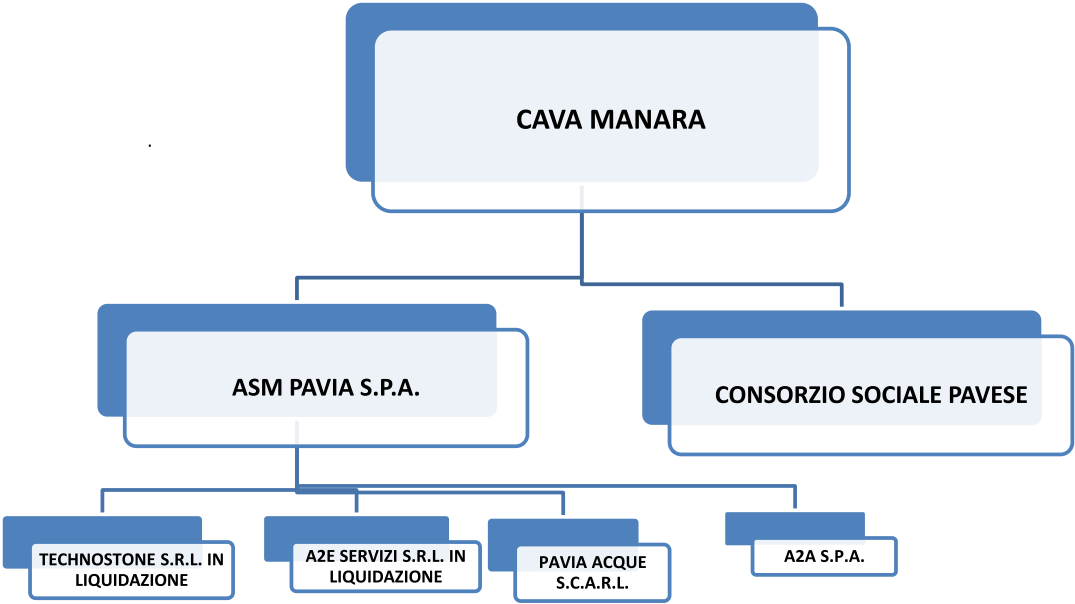 CAVA MANARA
.
ASM PAVIA S.P.A.
CONSORZIO SOCIALE PAVESE
TECHNOSTONE S.R.L. IN
LIQUIDAZIONE
A2E SERVIZI S.R.L. IN
LIQUIDAZIONE
PAVIA ACQUE
S.C.A.R.L.
A2A S.P.A.